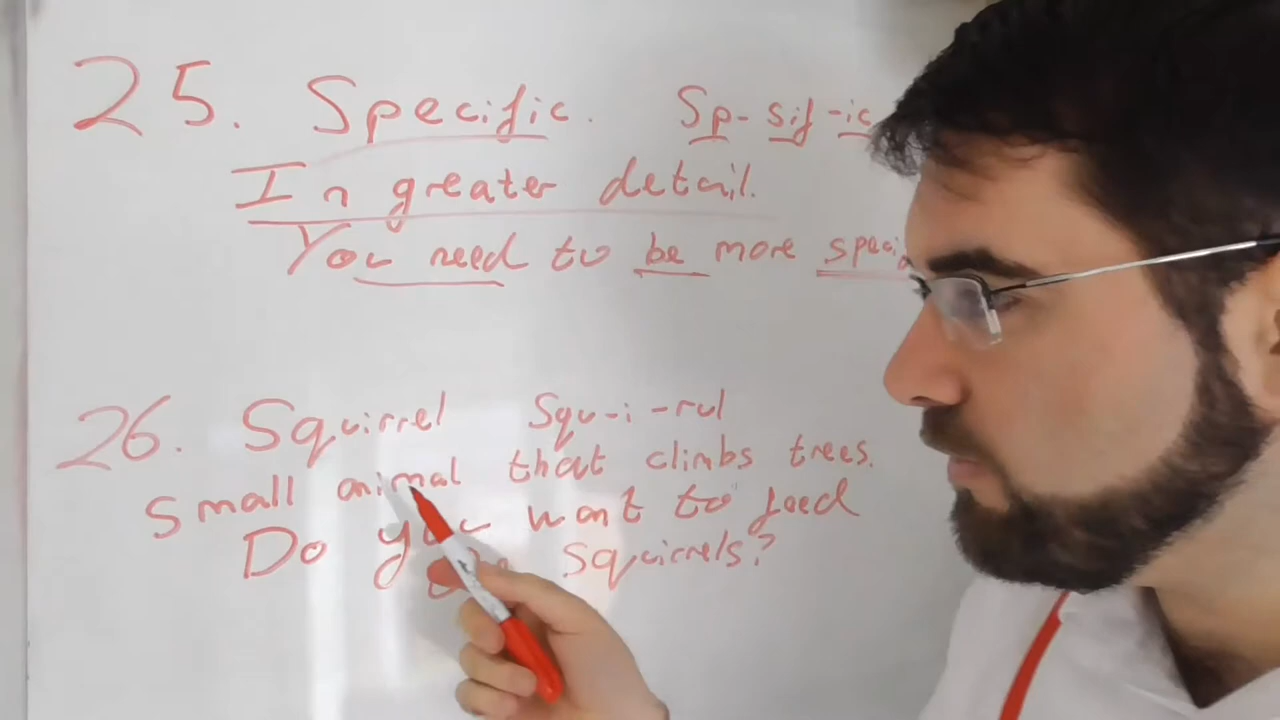 25. Specific. Sp-sif-ic
In greater detail.
You need to be more speci
26. Squirrel Squ-i-rul
Small animal that climbs trees.
Do you want to feed
squirrels?